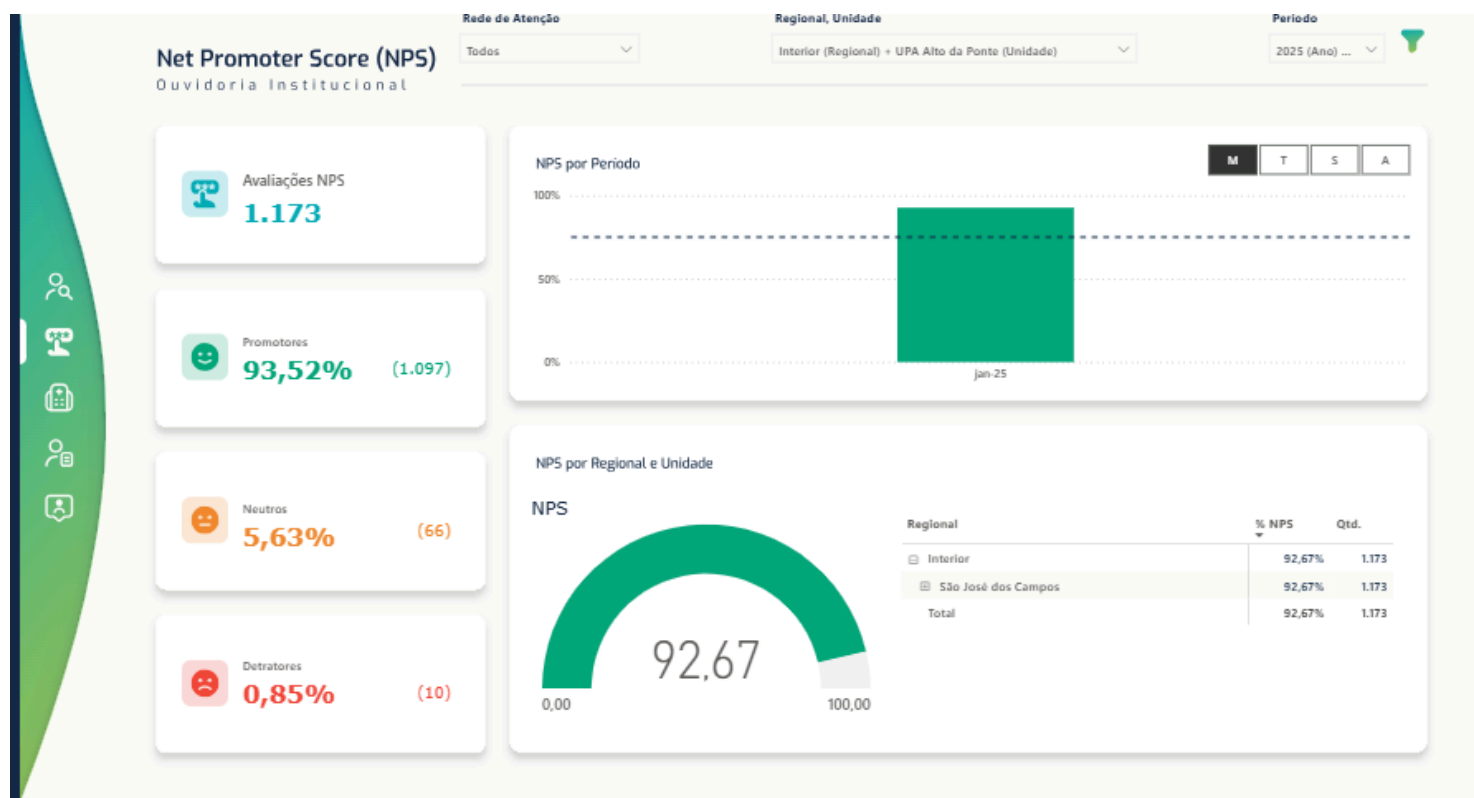 Rede de Atenção
Regional, Unidade
Periodo
Net Promoter Score (NPS)
Ouvidoria Institucional
Todos
Interior (Regional) + UPA Alto da Ponte (Unidade)
2025 (Ano) ...
Avaliações NPS
1.173
Promotores
93,52% (1.097)
Neutros
5,63% (66)
Detratores
0,85% (10)
NPS por Período
M T S A
100%
50%
0%
jan-25
NPS por Regional e Unidade
NPS
92,67
0,00 100,00
Regional % NPS Qtd.
Interior 92,67% 1.173
São José dos Campos 92,67% 1.173
Total 92,67% 1.173